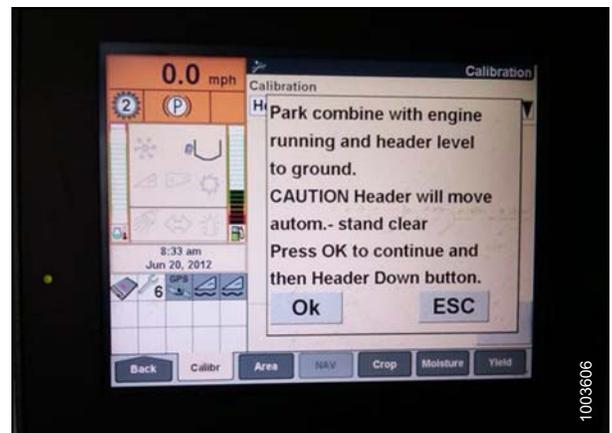 0.0 mph
Calibration
Calibration
He
2
P
Park combine with engine
running and header level
to ground.
CAUTION Header will move
autom.- stand clear
Press OK to continue and
then Header Down button.
Ok
ESC
8:33 am
Jun 20, 2012
6
GPS
Back
Calibr
Area
NAV
Crop
Moisture
Yield
1003606